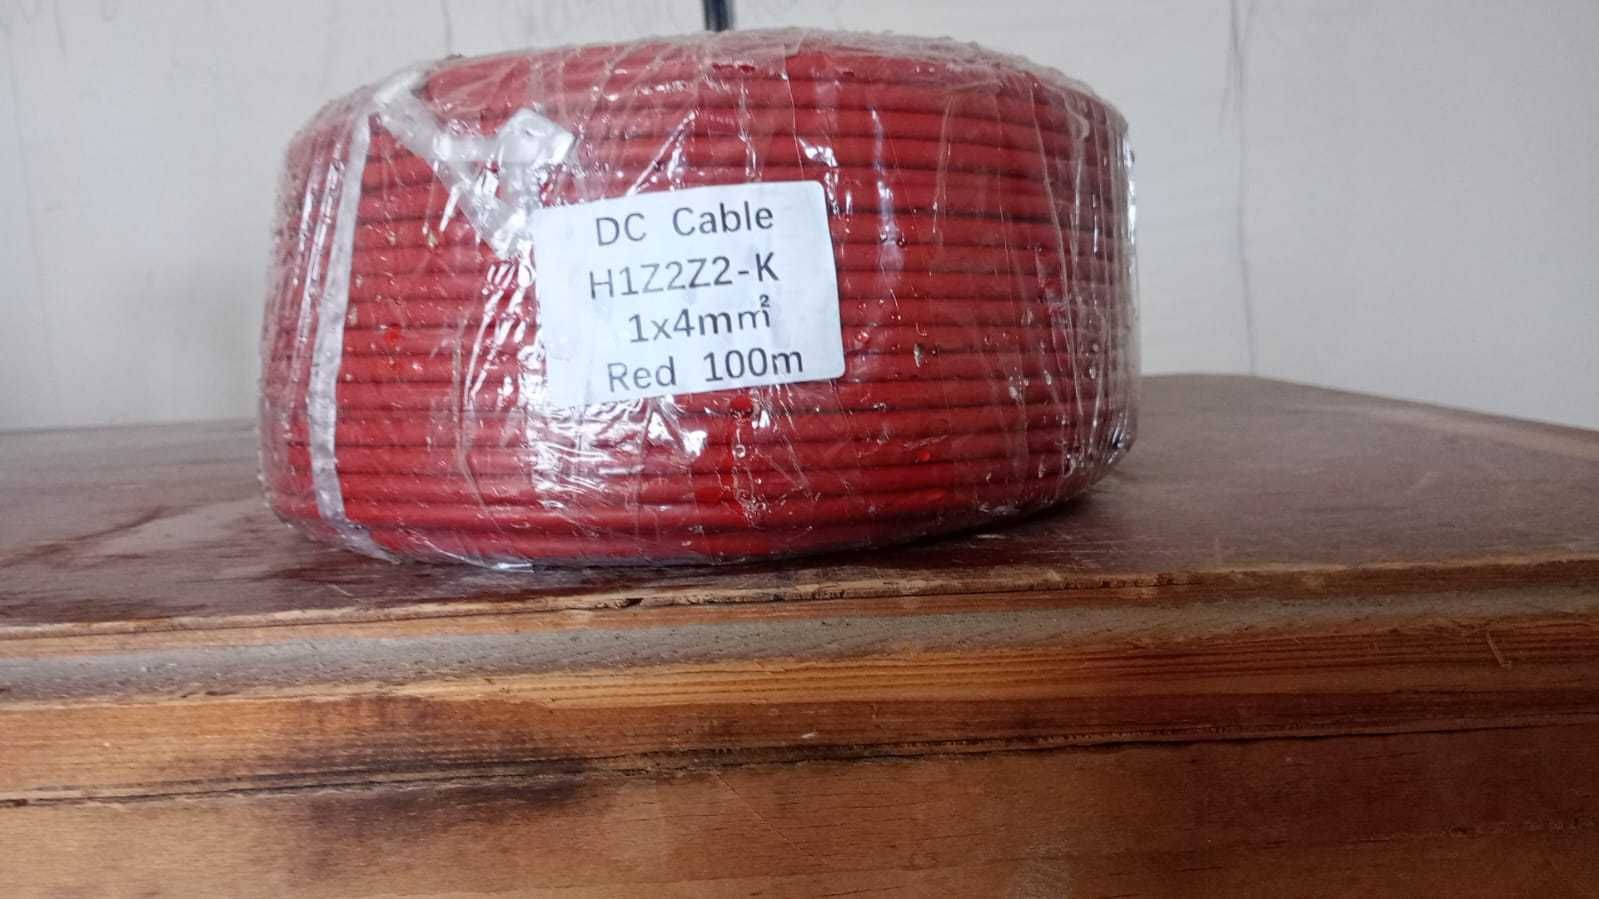 DC Cable
H1Z2Z2-K
1x4mm²
Red 100m